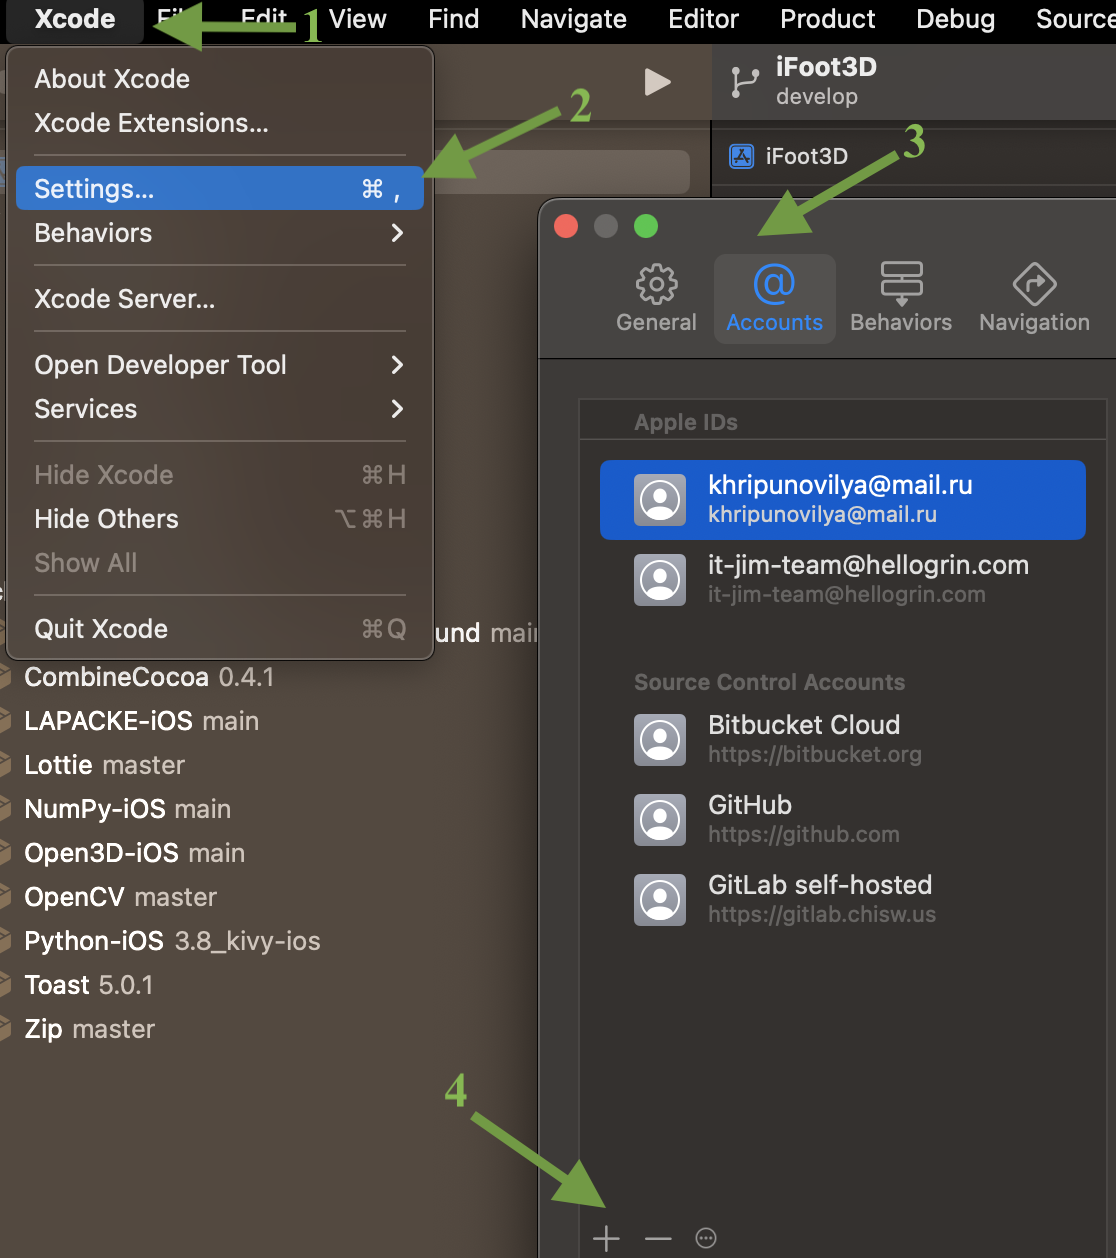 Xcode File Edit View Find Navigate Editor Product Debug Source
1
About Xcode
Xcode Extensions...
Settings... ⌘ ,
Behaviors
Xcode Server...
Open Developer Tool
Services
Hide Xcode ⌘H
Hide Others ⌥⌘H
Show All
Quit Xcode ⌘Q
2
iFoot3D
develop
iFoot3D
3
und main
CombineCocoa 0.4.1
LAPACKE-iOS main
Lottie master
NumPy-iOS main
Open3D-iOS main
OpenCV master
Python-iOS 3.8_kivy-ios
Toast 5.0.1
Zip master
General Accounts Behaviors Navigation
Apple IDs
khripunovilya@mail.ru
khripunovilya@mail.ru
it-jim-team@hellogrin.com
it-jim-team@hellogrin.com
Source Control Accounts
Bitbucket Cloud
https://bitbucket.org
GitHub
https://github.com
GitLab self-hosted
https://gitlab.chisw.us
4